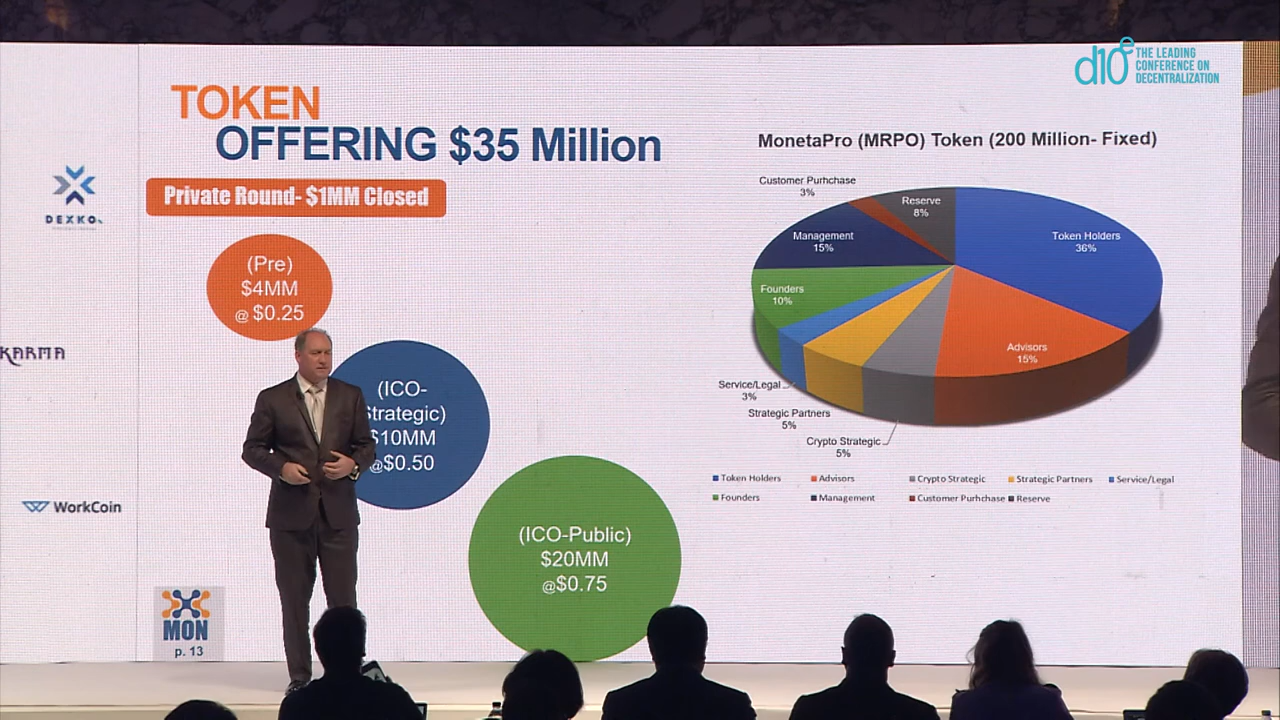 d10e
THE LEADING
CONFERENCE ON
DECENTRALIZATION
TOKEN
OFFERING $35 Million
Private Round- $1MM Closed
(Pre)
$4MM
@ $0.25
(ICO-
Strategic)
$10MM
@$0.50
(ICO-Public)
$20MM
@$0.75
MonetaPro (MRPO) Token (200 Million- Fixed)
Customer Purhchase
3%
Reserve
8%
Token Holders
36%
Management
15%
Founders
10%
Advisors
15%
Service/Legal
3%
Strategic Partners
5%
Crypto Strategic
5%
Token Holders
Advisors
Crypto Strategic
Strategic Partners
Service/Legal
Founders
Management
Customer Purhchase
Reserve
DEXKO
KARMA
WorkCoin
MON
p. 13